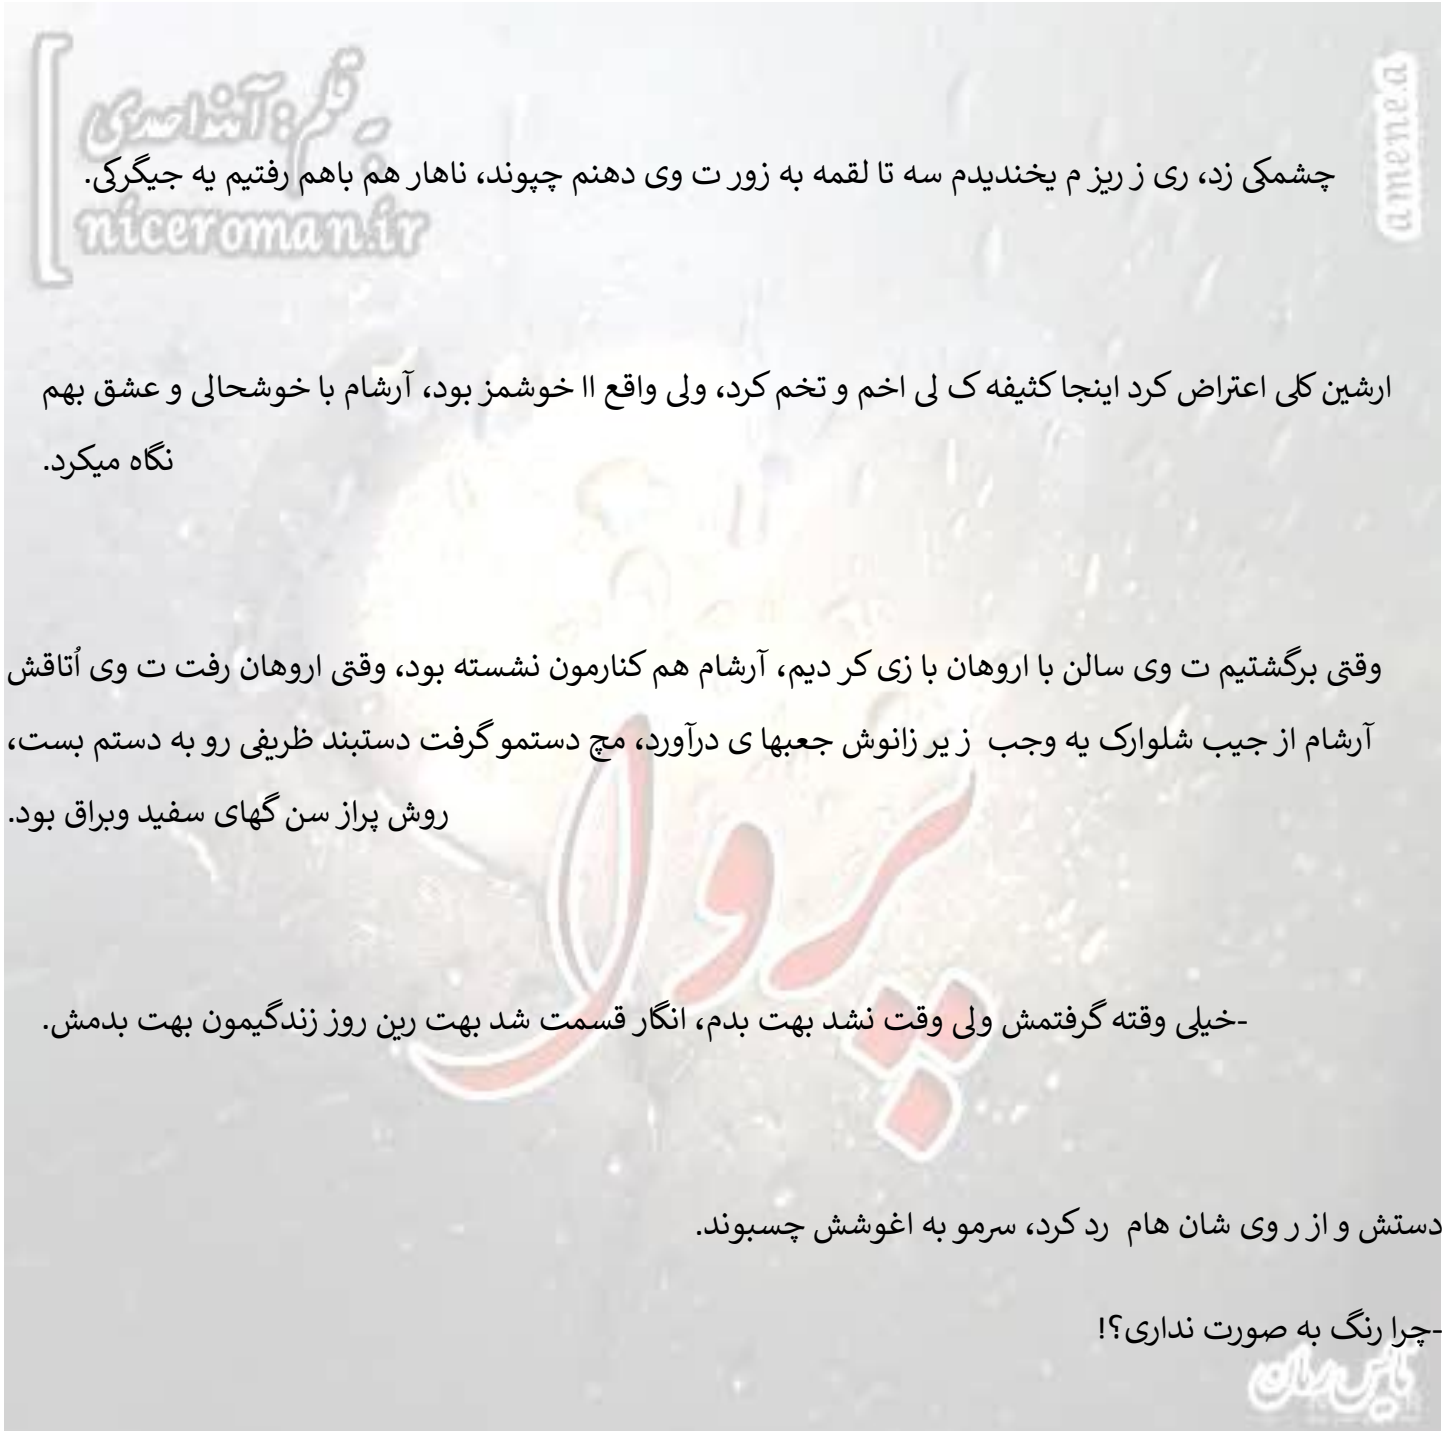 به قلم: آمنه احمدی
niceroman.ir
amene.a
چشمکی زد، ری ز ریز م یخندیدم سه تا لقمه به زور ت وی دهنم چپوند، ناهار هم باهم رفتیم یه جیگرکی.
ارشین کلی اعتراض کرد اینجا کثیفه ک لی اخم و تخم کرد، ولی واقع اا خوشمز بود، آرشام با خوشحالی و عشق بهم
نگاه میکرد.
وقتی برگشتیم ت وی سالن با اروهان با زی کر دیم، آرشام هم کنارمون نشسته بود، وقتی اروهان رفت ت وی اُتاقش
آرشام از جیب شلوارک یه وجب ز یر زانوش جعبها ی درآورد، مچ دستمو گرفت دستبند ظریفی رو به دستم بست،
روش پراز سن گهای سفید وبراق بود.
پروا
-خیلی وقته گرفتمش ولی وقت نشد بهت بدم، انگار قسمت شد بهت رین روز زندگیمون بهت بدمش.
دستش و از ر وی شان هام رد کرد، سرمو به اغوشش چسبوند.
-چرا رنگ به صورت نداری؟!
نایس رمان